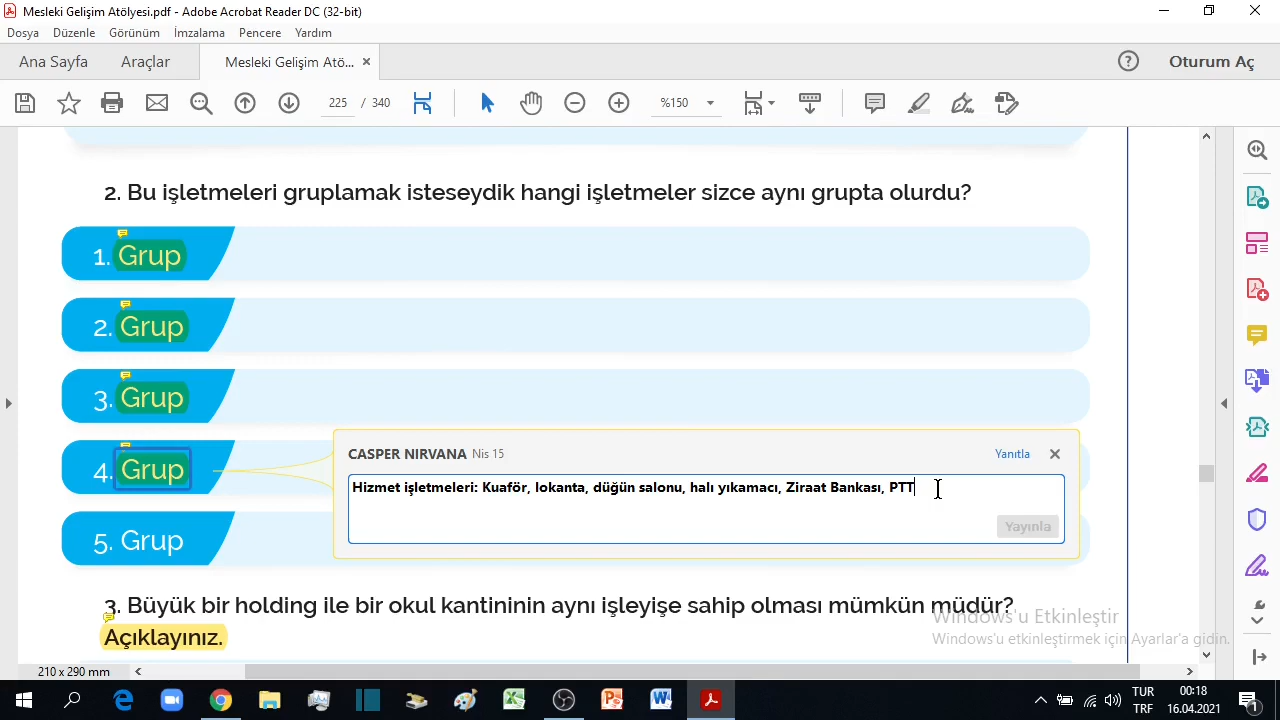 Mesleki Gelişim Atölyesi.pdf - Adobe Acrobat Reader DC (32-bit)
Dosya Düzenle Görünüm İmzalama Pencere Yardım
Ana Sayfa Araçlar Mesleki Gelişim Atö... Oturum Aç
225 / 340 %150
2. Bu işletmeleri gruplamak isteseydik hangi işletmeler sizce aynı grupta olurdu?
1. Grup
2. Grup
3. Grup
4. Grup
CASPER NIRVANA Nis 15 Yanıtla
Hizmet işletmeleri: Kuaför, lokanta, düğün salonu, halı yıkamacı, Ziraat Bankası, PTT
Yayınla
5. Grup
3. Büyük bir holding ile bir okul kantininin aynı işleyişe sahip olması mümkün müdür?
Açıklayınız.
Windows'u Etkinleştir
Windows'u etkinleştirmek için Ayarlar'a gidin.
210 x 290 mm
TUR 00:18
TRF 16.04.2021 1